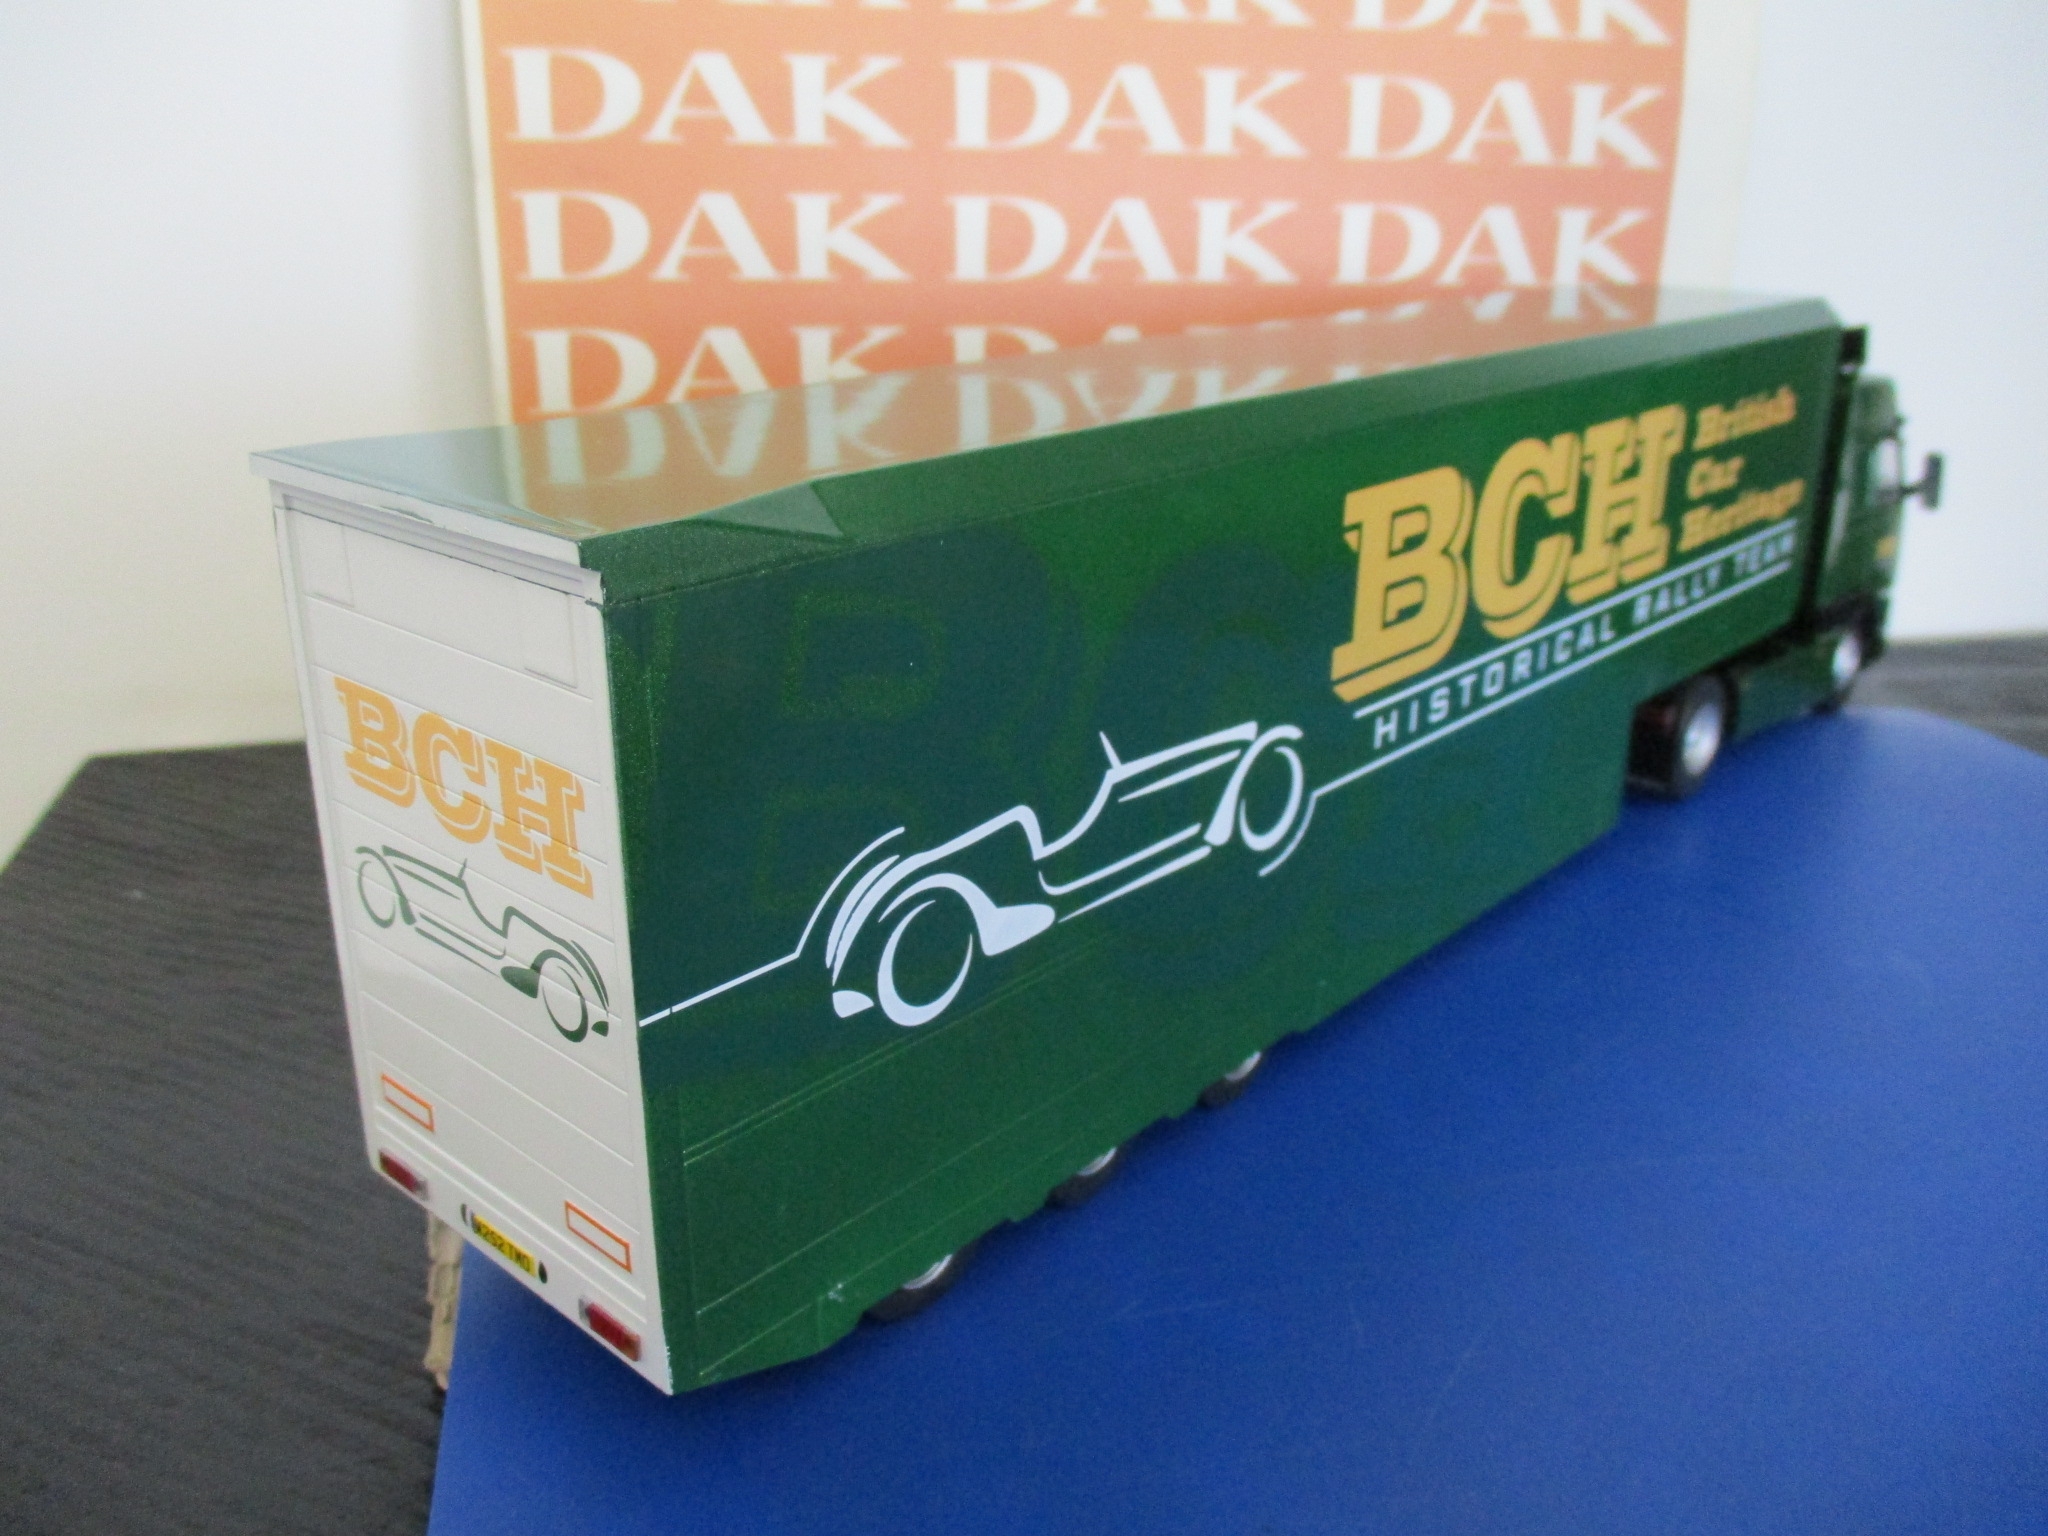 DAK DAK DAK
DAK DAK DAK
DAK DAK DAK
DAK DAK
BCH
British
Car
Heritage
HISTORICAL RALLY TEAM
BCH